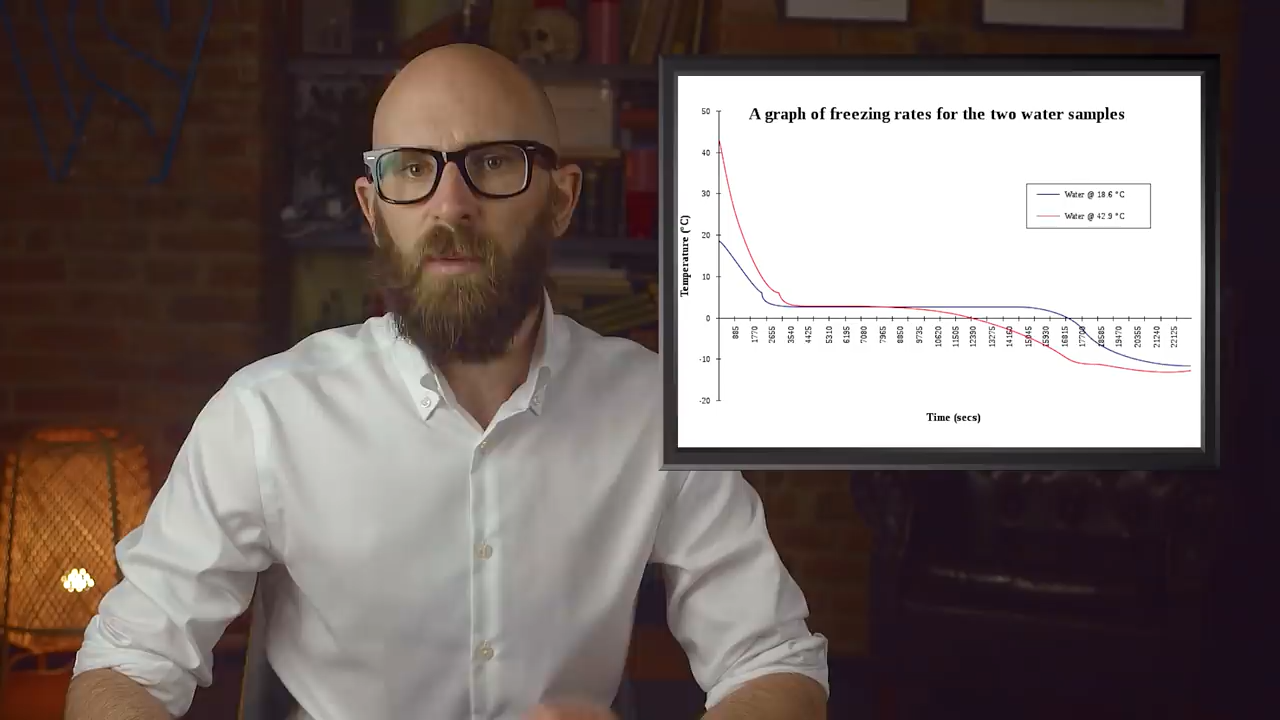 A graph of freezing rates for the two water samples
50
40
30
20
10
0
-10
-20
Temperature (°C)
Water @ 18.6 °C
Water @ 42.9 °C
885 1770 2655 3540 4425 5310 6195 7080 7965 8850 9735 10620 11505 12390 13275 14160 15045 15930 16815 17700 18585 19470 20355 21240 22125
Time (secs)